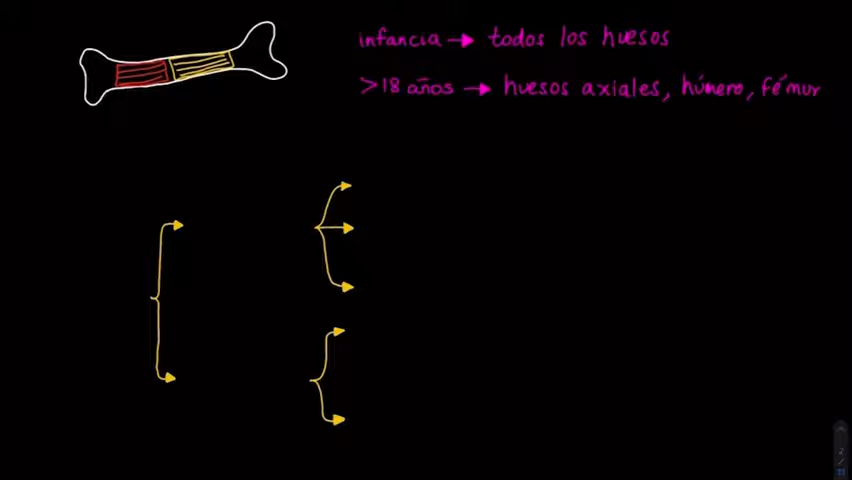 infancia → todos los huesos
>18 años → huesos axiales, húmero, fémur